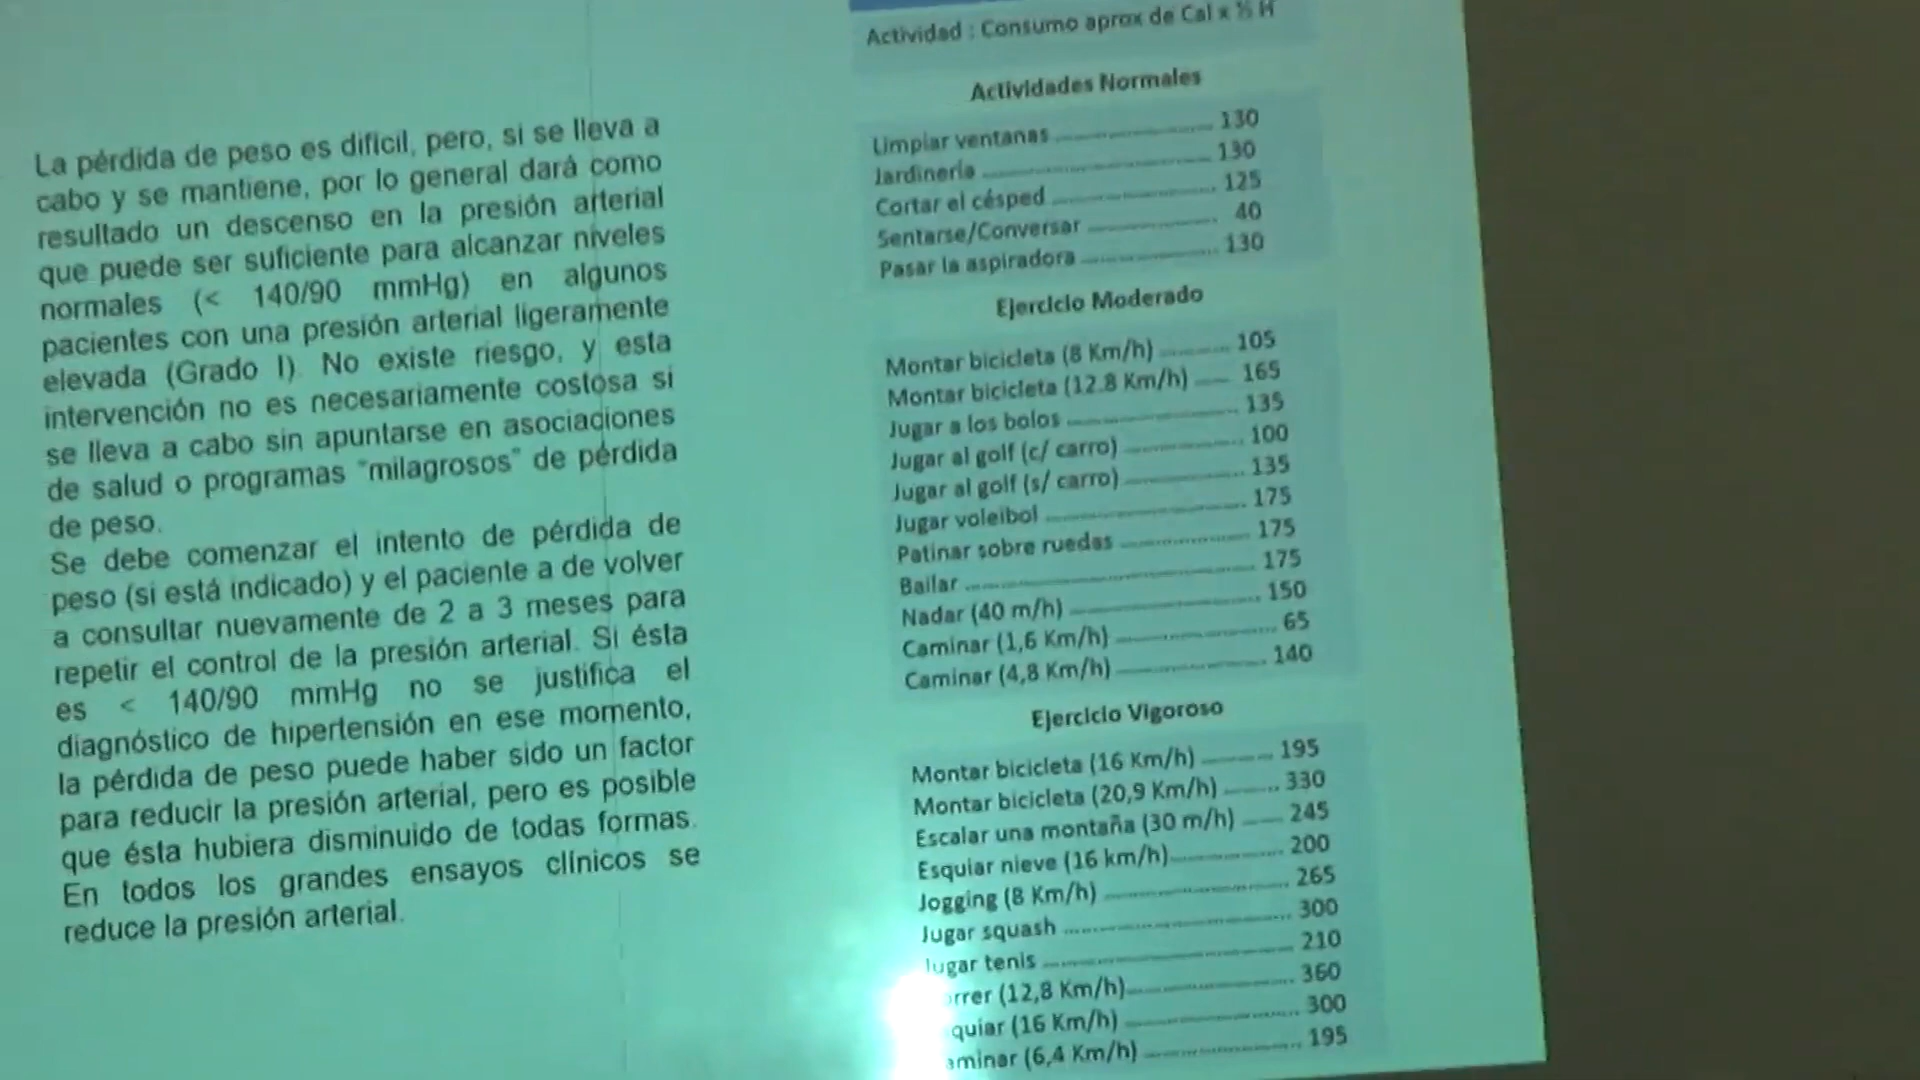 La pérdida de peso es difícil, pero, si se lleva a
cabo y se mantiene, por lo general dará como
resultado un descenso en la presión arterial
que puede ser suficiente para alcanzar niveles
normales (< 140/90 mmHg) en algunos
pacientes con una presión arterial ligeramente
elevada (Grado I). No existe riesgo, y esta
intervención no es necesariamente costosa si
se lleva a cabo sin apuntarse en asociaciones
de salud o programas "milagrosos" de pérdida
de peso.
Se debe comenzar el intento de pérdida de
peso (si está indicado) y el paciente a de volver
a consultar nuevamente de 2 a 3 meses para
repetir el control de la presión arterial. Si ésta
es < 140/90 mmHg no se justifica el
diagnóstico de hipertensión en ese momento,
la pérdida de peso puede haber sido un factor
para reducir la presión arterial, pero es posible
que ésta hubiera disminuido de todas formas.
En todos los grandes ensayos clínicos se
reduce la presión arterial.
Actividad : Consumo aprox de Cal x ½ H
Actividades Normales
Limpiar ventanas 130
Jardinería 130
Cortar el césped 125
Sentarse/Conversar 40
Pasar la aspiradora 130
Ejercicio Moderado
Montar bicicleta (8 Km/h) 105
Montar bicicleta (12.8 Km/h) 165
Jugar a los bolos 135
Jugar al golf (c/ carro) 100
Jugar al golf (s/ carro) 135
Jugar voleibol 175
Patinar sobre ruedas 175
Bailar 175
Nadar (40 m/h) 150
Caminar (1,6 Km/h) 65
Caminar (4,8 Km/h) 140
Ejercicio Vigoroso
Montar bicicleta (16 Km/h) 195
Montar bicicleta (20,9 Km/h) 330
Escalar una montaña (30 m/h) 245
Esquiar nieve (16 km/h) 200
Jogging (8 Km/h) 265
Jugar squash 300
Jugar tenis 210
rrer (12,8 Km/h) 360
quiar (16 Km/h) 300
aminar (6,4 Km/h) 195